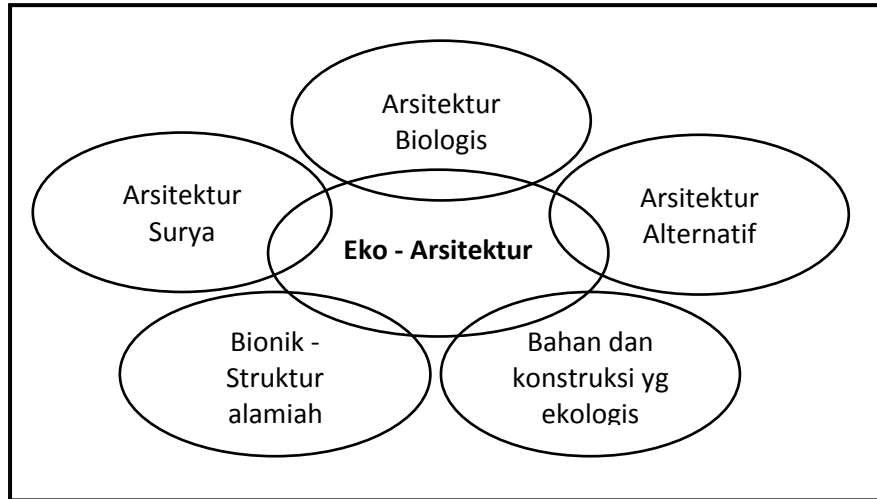 Arsitektur
Biologis
Arsitektur
Surya
Arsitektur
Alternatif
Eko - Arsitektur
Bionik -
Struktur
alamiah
Bahan dan
konstruksi yg
ekologis